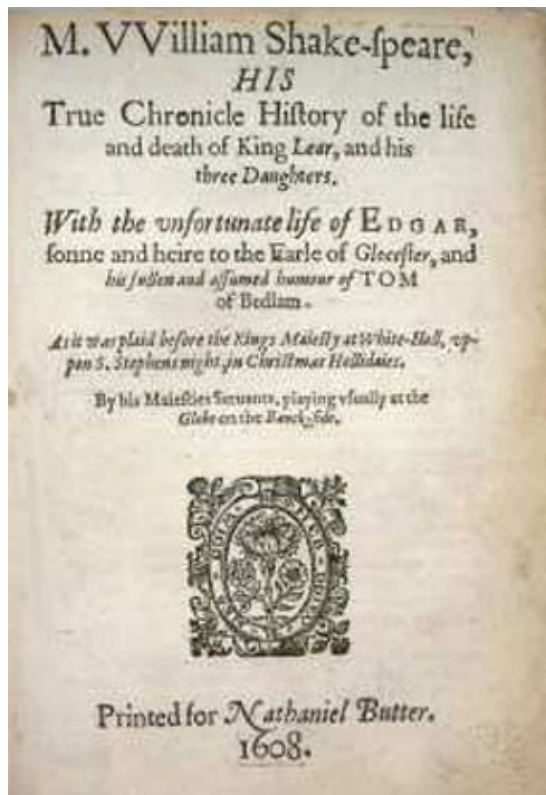 M. VVilliam Shake-ſpeare,
HIS
True Chronicle Hiſtory of the life
and death of King Lear, and his
three Daughters.
With the vnfortunate life of EDGAR,
ſonne and heire to the Earle of Gloceſter, and
his ſullen and aſſumed humour of TOM
of Bedlam.
As it was plaid before the Kings Maieſty at White-Hall, vp-
pon S. Stephens night, in Chriſtmas Hollidaies.
By his Maieſties Seruants, playing vſually at the
Globe on the Banck-ſide.
Printed for Nathaniel Butter.
1608.